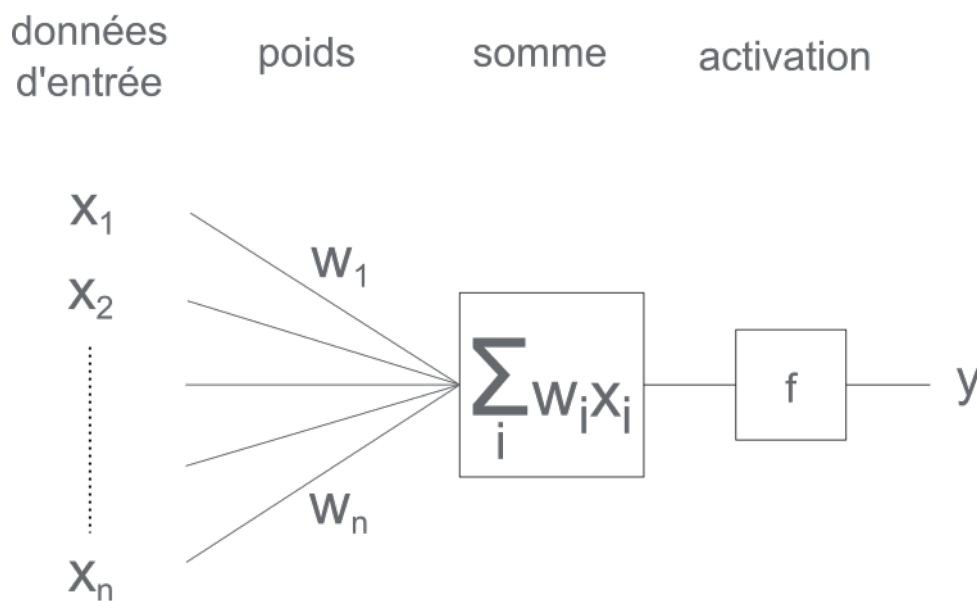 données
d'entrée
poids
somme
activation
x₁
w₁
x₂
∑ᵢ wᵢxᵢ
f
y
wₙ
xₙ